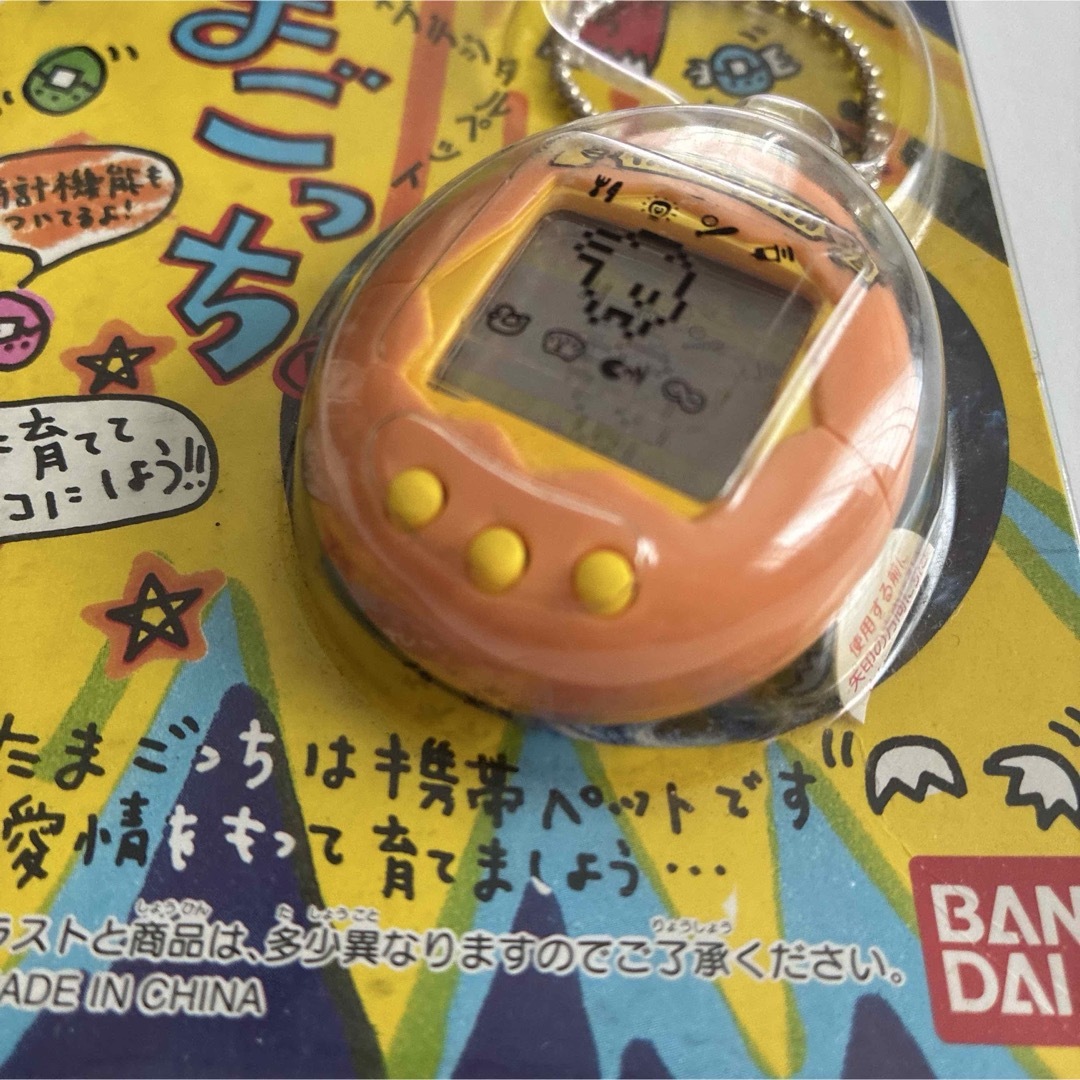 まごっち
時計機能も
ついてるよ！
に育てて
コにしよう!!
使用する前に
矢印の方向に
たまごっちは携帯ペットです
愛情をもって育てましょう…
ラストと商品は、多少異なりますのでご了承ください。
MADE IN CHINA
BAN
DAI